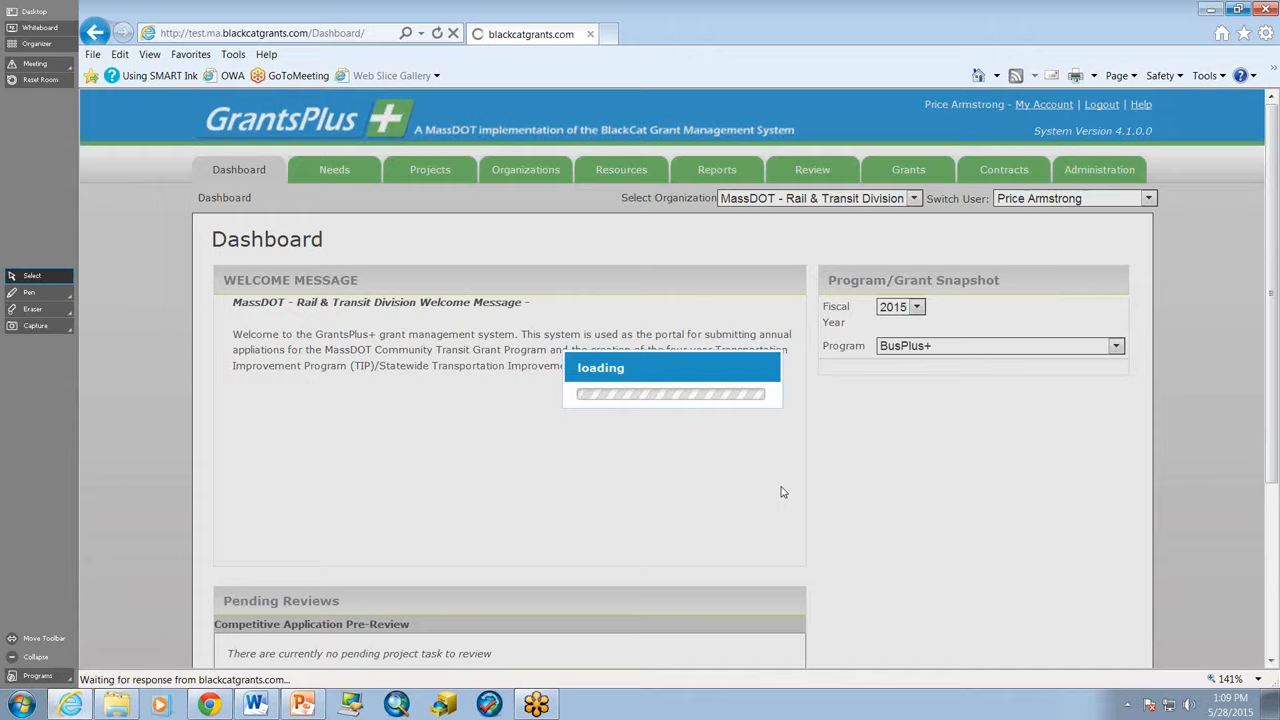 Desktop
Whiteboard
Organizer
Meeting
Reset Room
Select
Pen
Eraser
Capture
Move Toolbar
Collapse
Programs
http://test.ma.blackcatgrants.com/Dashboard/
blackcatgrants.com
File Edit View Favorites Tools Help
Using SMART Ink OWA GoToMeeting Web Slice Gallery
Page Safety Tools
GrantsPlus+ A MassDOT implementation of the BlackCat Grant Management System
Price Armstrong - My Account | Logout | Help
System Version 4.1.0.0
Dashboard Needs Projects Organizations Resources Reports Review Grants Contracts Administration
Dashboard
Select Organization MassDOT - Rail & Transit Division Switch User: Price Armstrong
Dashboard
WELCOME MESSAGE
MassDOT - Rail & Transit Division Welcome Message -
Welcome to the GrantsPlus+ grant management system. This system is used as the portal for submitting annual
appliations for the MassDOT Community Transit Grant Program and the creation of the four year Transportation
Improvement Program (TIP)/Statewide Transportation Improveme
loading
Program/Grant Snapshot
Fiscal Year 2015
Program BusPlus+
Pending Reviews
Competitive Application Pre-Review
There are currently no pending project task to review
Waiting for response from blackcatgrants.com...
141%
1:09 PM
5/28/2015